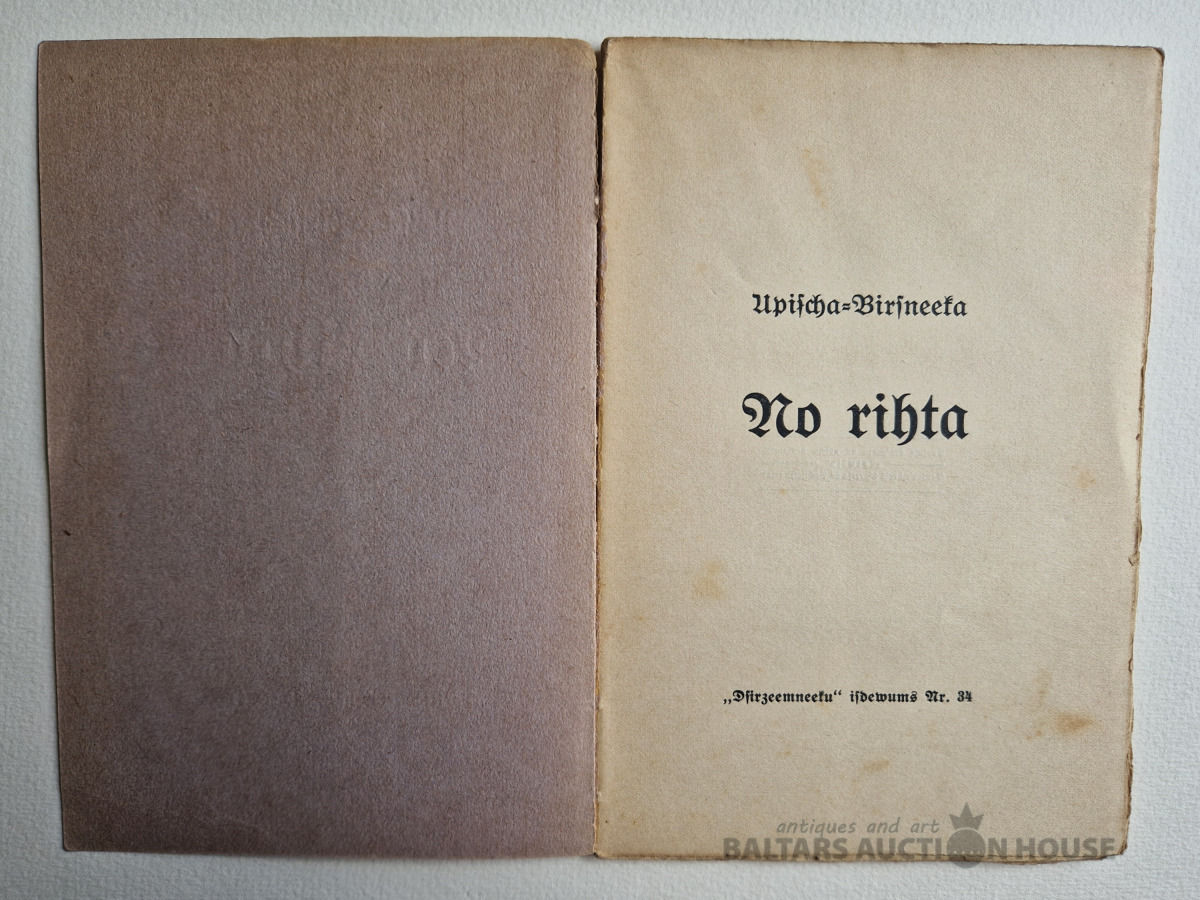 Upiſcha-Birſneeka
No rihta
„Dſirzeemneeku“ iſdewums Nr. 34
antiques and art
BALTARS AUCTION HOUSE